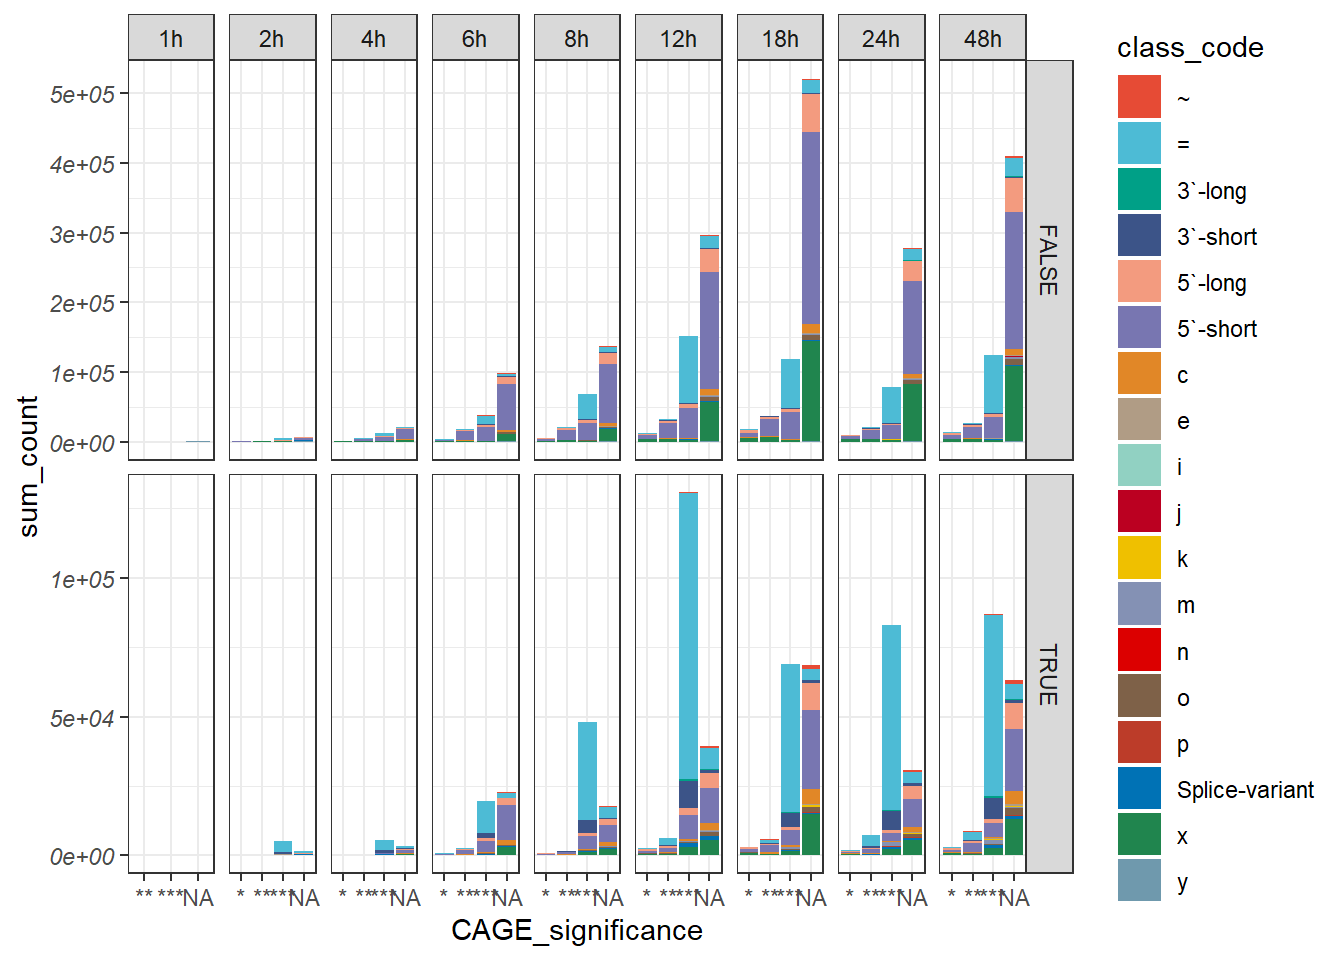 1h 2h 4h 6h 8h 12h 18h 24h 48h
class_code
~
=
3`-long
3`-short
5`-long
5`-short
c
e
i
j
k
m
n
o
p
Splice-variant
x
y
sum_count
5e+05
4e+05
3e+05
2e+05
1e+05
0e+00
FALSE
1e+05
5e+04
0e+00
TRUE
** *** NA * ** *** NA * ** *** NA * ** *** NA * ** *** NA * ** *** NA * ** *** NA * ** *** NA * ** *** NA
CAGE_significance